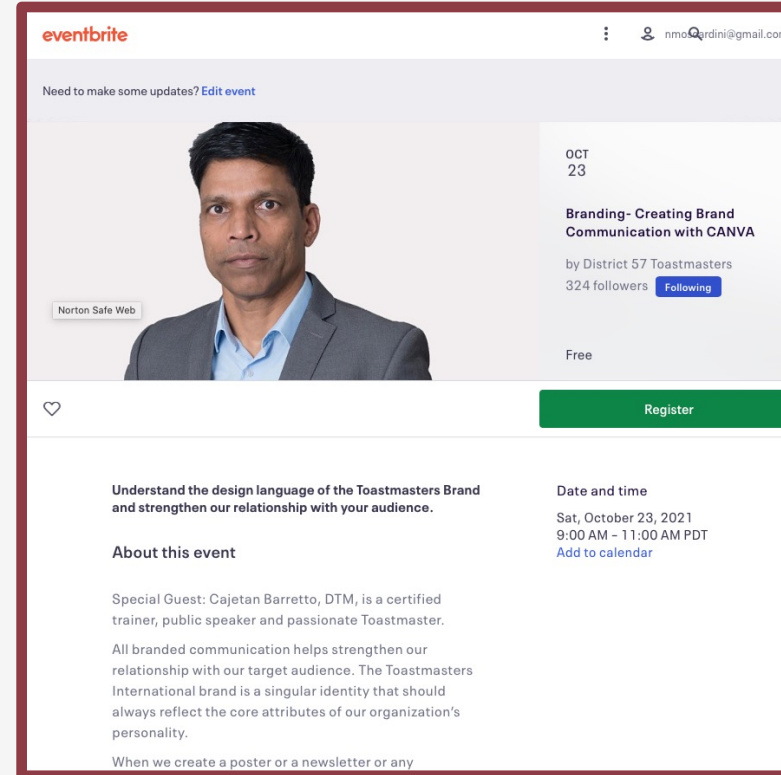 eventbrite
Need to make some updates? Edit event
OCT
23
Branding- Creating Brand
Communication with CANVA
by District 57 Toastmasters
324 followers Following
Norton Safe Web
Free
Register
Understand the design language of the Toastmasters Brand
and strengthen our relationship with your audience.
About this event
Special Guest: Cajetan Barretto, DTM, is a certified
trainer, public speaker and passionate Toastmaster.
All branded communication helps strengthen our
relationship with our target audience. The Toastmasters
International brand is a singular identity that should
always reflect the core attributes of our organization’s
personality.
When we create a poster or a newsletter or any
Date and time
Sat, October 23, 2021
9:00 AM – 11:00 AM PDT
Add to calendar